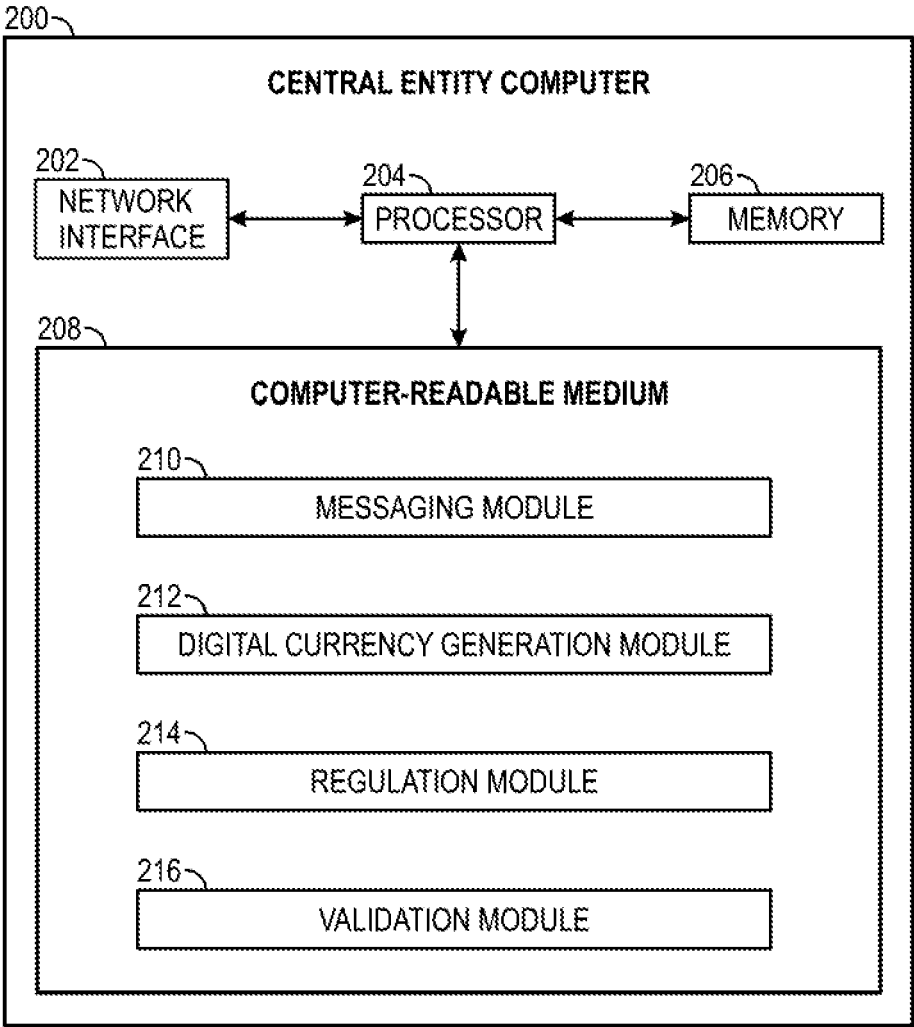 200
CENTRAL ENTITY COMPUTER
202
NETWORK
INTERFACE
204
PROCESSOR
206
MEMORY
208
COMPUTER-READABLE MEDIUM
210
MESSAGING MODULE
212
DIGITAL CURRENCY GENERATION MODULE
214
REGULATION MODULE
216
VALIDATION MODULE